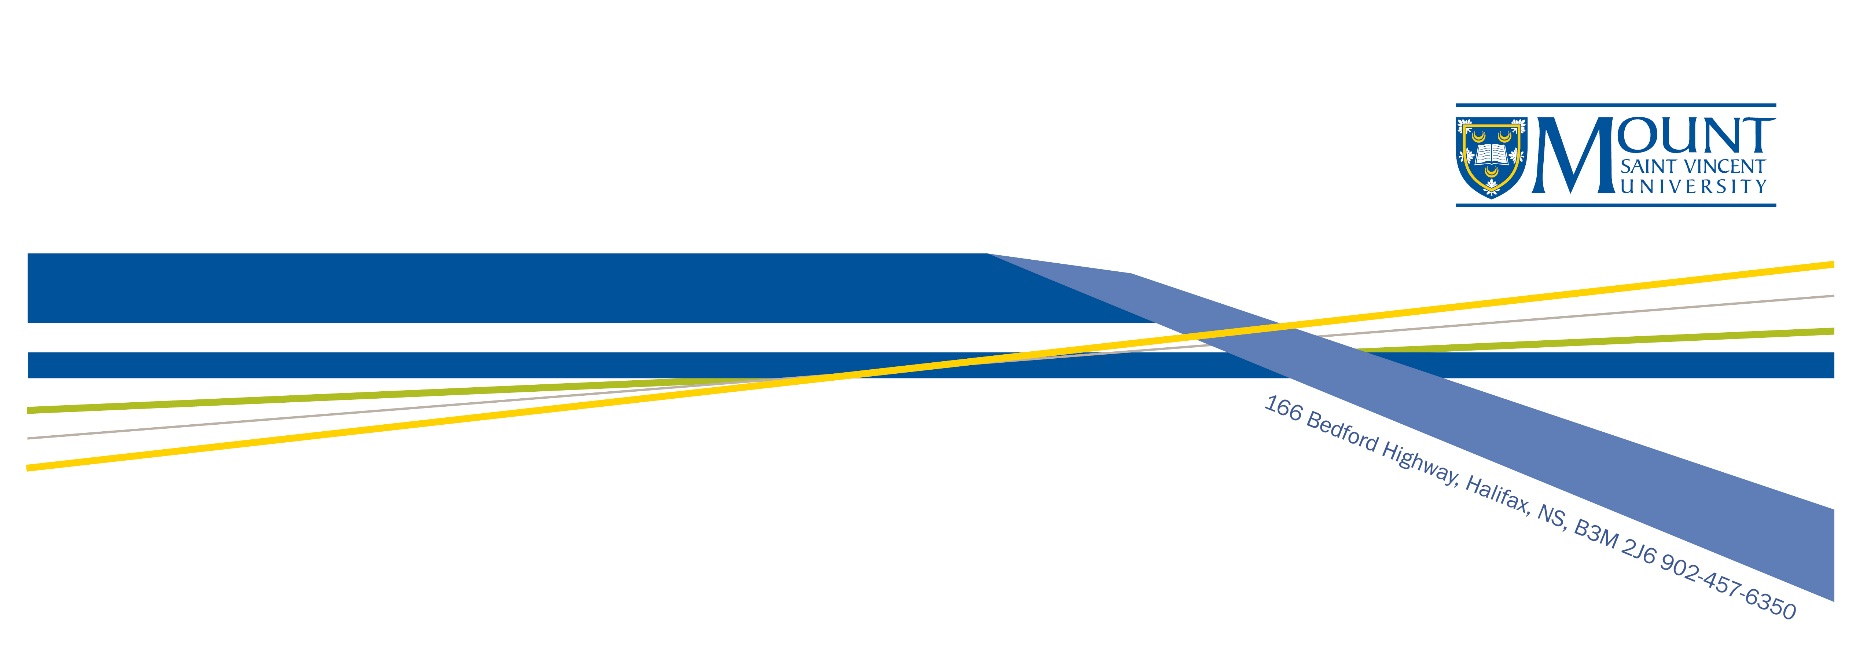 MOUNT
SAINT VINCENT
UNIVERSITY
166 Bedford Highway, Halifax, NS, B3M 2J6 902-457-6350